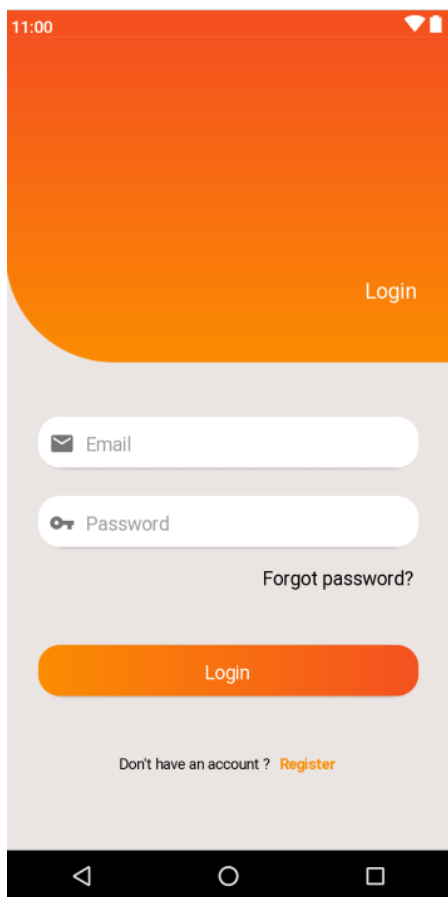 11:00
Login
Email
Password
Forgot password?
Login
Don't have an account ? Register